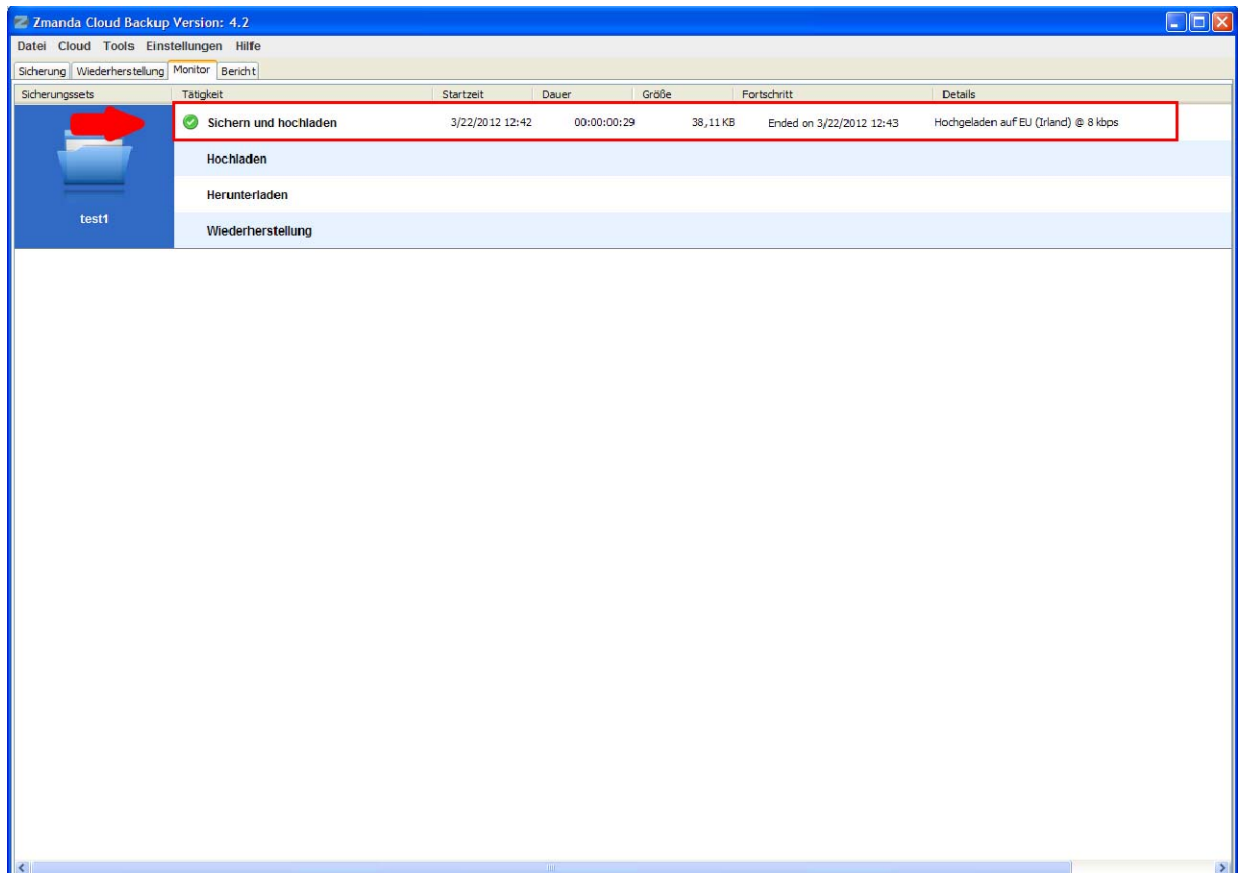 Zmanda Cloud Backup Version: 4.2
Datei Cloud Tools Einstellungen Hilfe
Sicherung Wiederherstellung Monitor Bericht
Sicherungssets Tätigkeit Startzeit Dauer Größe Fortschritt Details
Sichern und hochladen 3/22/2012 12:42 00:00:00:29 38,11KB Ended on 3/22/2012 12:43 Hochgeladen auf EU (Irland) @ 8 kbps
Hochladen
Herunterladen
test1
Wiederherstellung